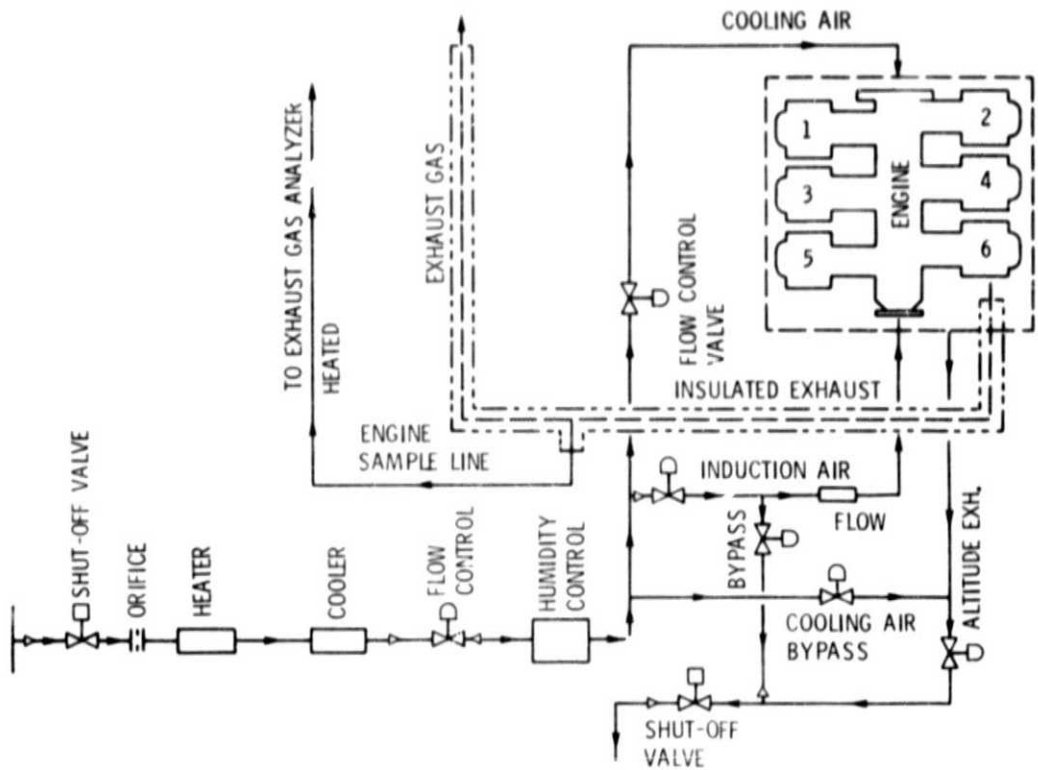 COOLING AIR
1
2
3
4
5
6
ENGINE
TO EXHAUST GAS ANALYZER
HEATED
EXHAUST GAS
FLOW CONTROL
VALVE
INSULATED EXHAUST
ENGINE
SAMPLE LINE
INDUCTION AIR
FLOW
BYPASS
ALTITUDE EXH.
SHUT-OFF VALVE
ORIFICE
HEATER
COOLER
FLOW
CONTROL
HUMIDITY
CONTROL
COOLING AIR
BYPASS
SHUT-OFF
VALVE